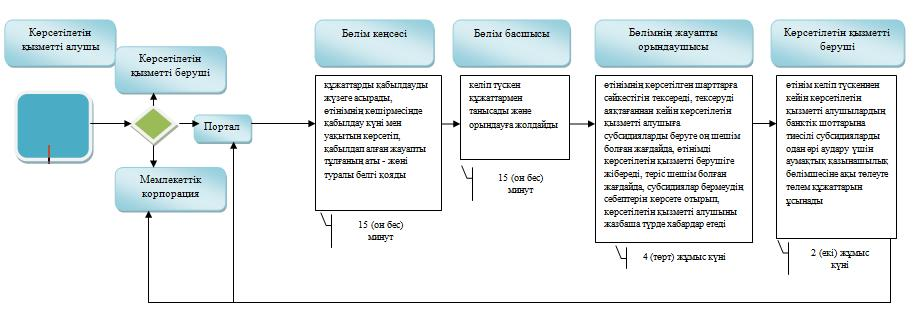 Көрсетілетін
қызметті алушы
Көрсетілетін
қызметті беруші
Портал
Мемлекеттік
корпорация
Бөлім кеңсесі
құжаттарды қабылдауды
жүзеге асырады,
өтінімнің көшірмесінде
қабылдау күні мен
уақытын көрсетіп,
қабылдап алған жауапты
тұлғаның аты - жөні
туралы белгі қояды
15 (он бес)
минут
Бөлім басшысы
келіп түскен
құжаттармен
танысады және
орындауға жолдайды
15 (он бес)
минут
Бөлімнің жауапты
орындаушысы
өтінімнің көрсетілген шарттарға
сәйкестігін тексереді, тексеруді
аяқтағаннан кейін көрсетілетін
қызметті алушыға
субсидияларды беруге оң шешім
болған жағдайда, өтінімді
көрсетілетін қызметті берушіге
жібереді, теріс шешім болған
жағдайда, субсидиялар бермеудің
себептерін көрсете отырып,
көрсетілетін қызметті алушыны
жазбаша түрде хабардар етеді
4 (төрт) жұмыс күні
Көрсетілетін қызметті
беруші
өтінім келіп түскеннен
кейін көрсетілетін
қызметті алушылардың
банктік шоттарына
тиесілі субсидияларды
одан әрі аудару үшін
аумақтық қазынашылық
бөлімшесіне ақы төлеуге
төлем құжаттарын
ұсынады
2 (екі) жұмыс
күні